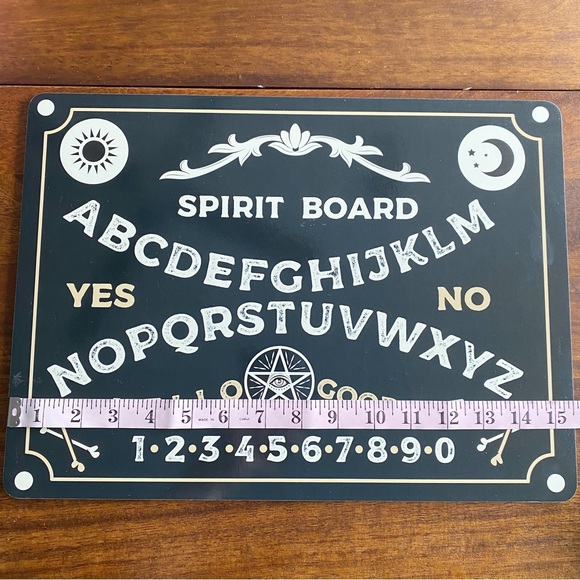 SPIRIT BOARD
ABCDEFGHIJKLM
YES NO
NOPQRSTUVWXYZ
1 2 3 4 5 6 7 8 9 10 11 12 13 14 15
1·2·3·4·5·6·7·8·9·0